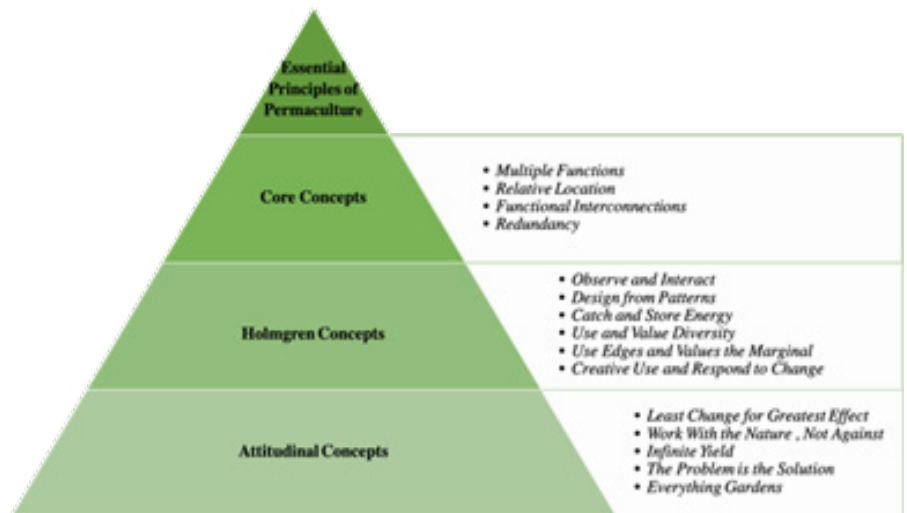 Essential
Principles of
Permaculture
Core Concepts
• Multiple Functions
• Relative Location
• Functional Interconnections
• Redundancy
Holmgren Concepts
• Observe and Interact
• Design from Patterns
• Catch and Store Energy
• Use and Value Diversity
• Use Edges and Values the Marginal
• Creative Use and Respond to Change
Attitudinal Concepts
• Least Change for Greatest Effect
• Work With the Nature , Not Against
• Infinite Yield
• The Problem is the Solution
• Everything Gardens